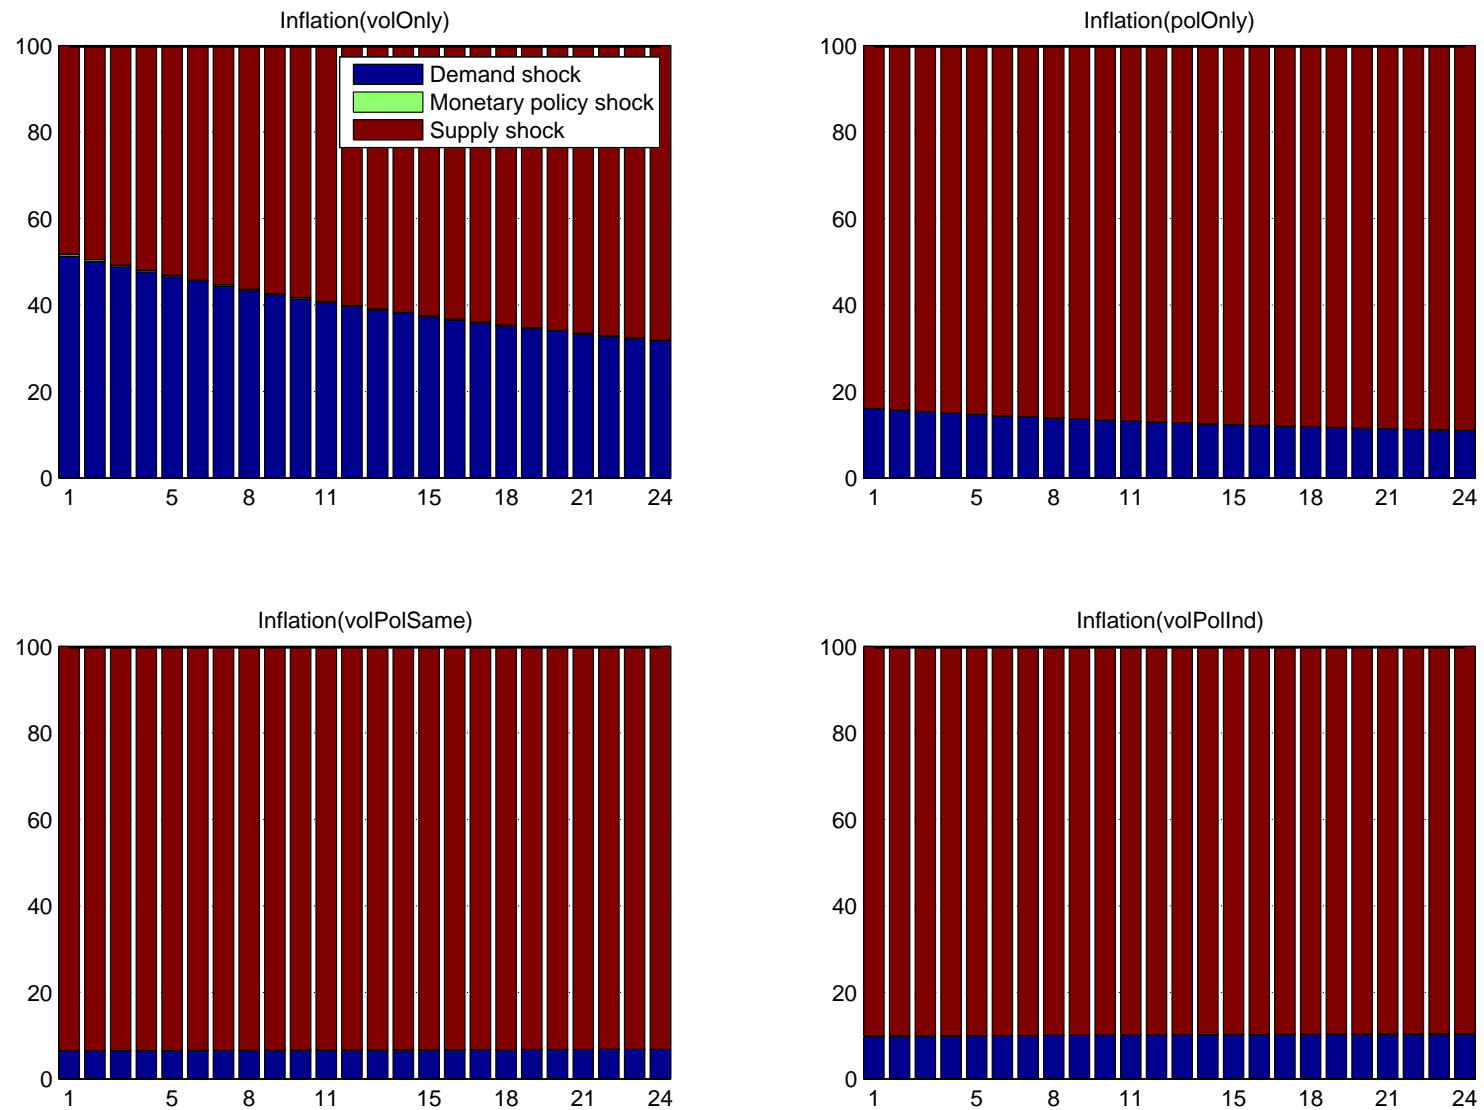 Inflation(volOnly)
100
80
60
40
20
0
1 5 8 11 15 18 21 24
Demand shock
Monetary policy shock
Supply shock
Inflation(polOnly)
100
80
60
40
20
0
1 5 8 11 15 18 21 24
Inflation(volPolSame)
100
80
60
40
20
0
1 5 8 11 15 18 21 24
Inflation(volPolInd)
100
80
60
40
20
0
1 5 8 11 15 18 21 24